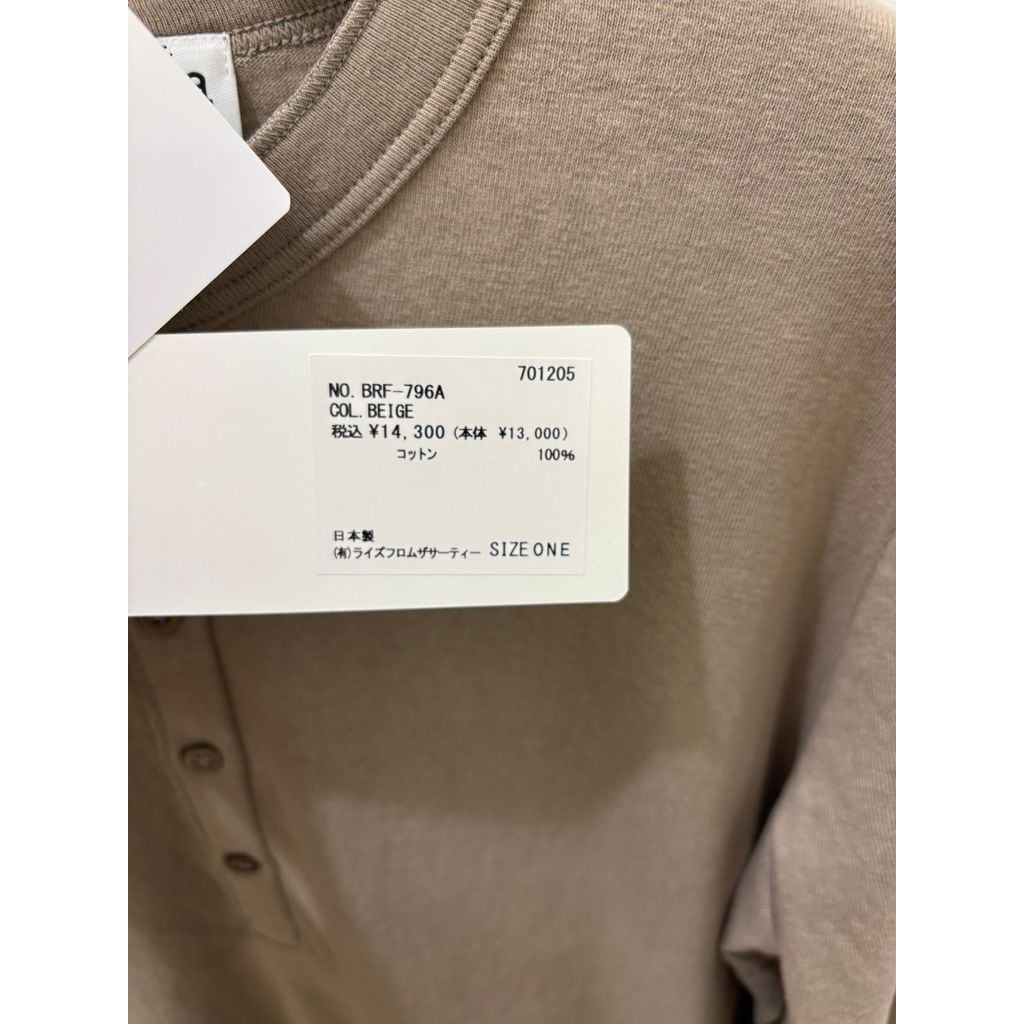 701205
NO. BRF-796A
COL. BEIGE
税込 ¥14,300 (本体 ¥13,000)
コットン 100%
日本製
(有)ライズフロムザサーティー SIZE ONE